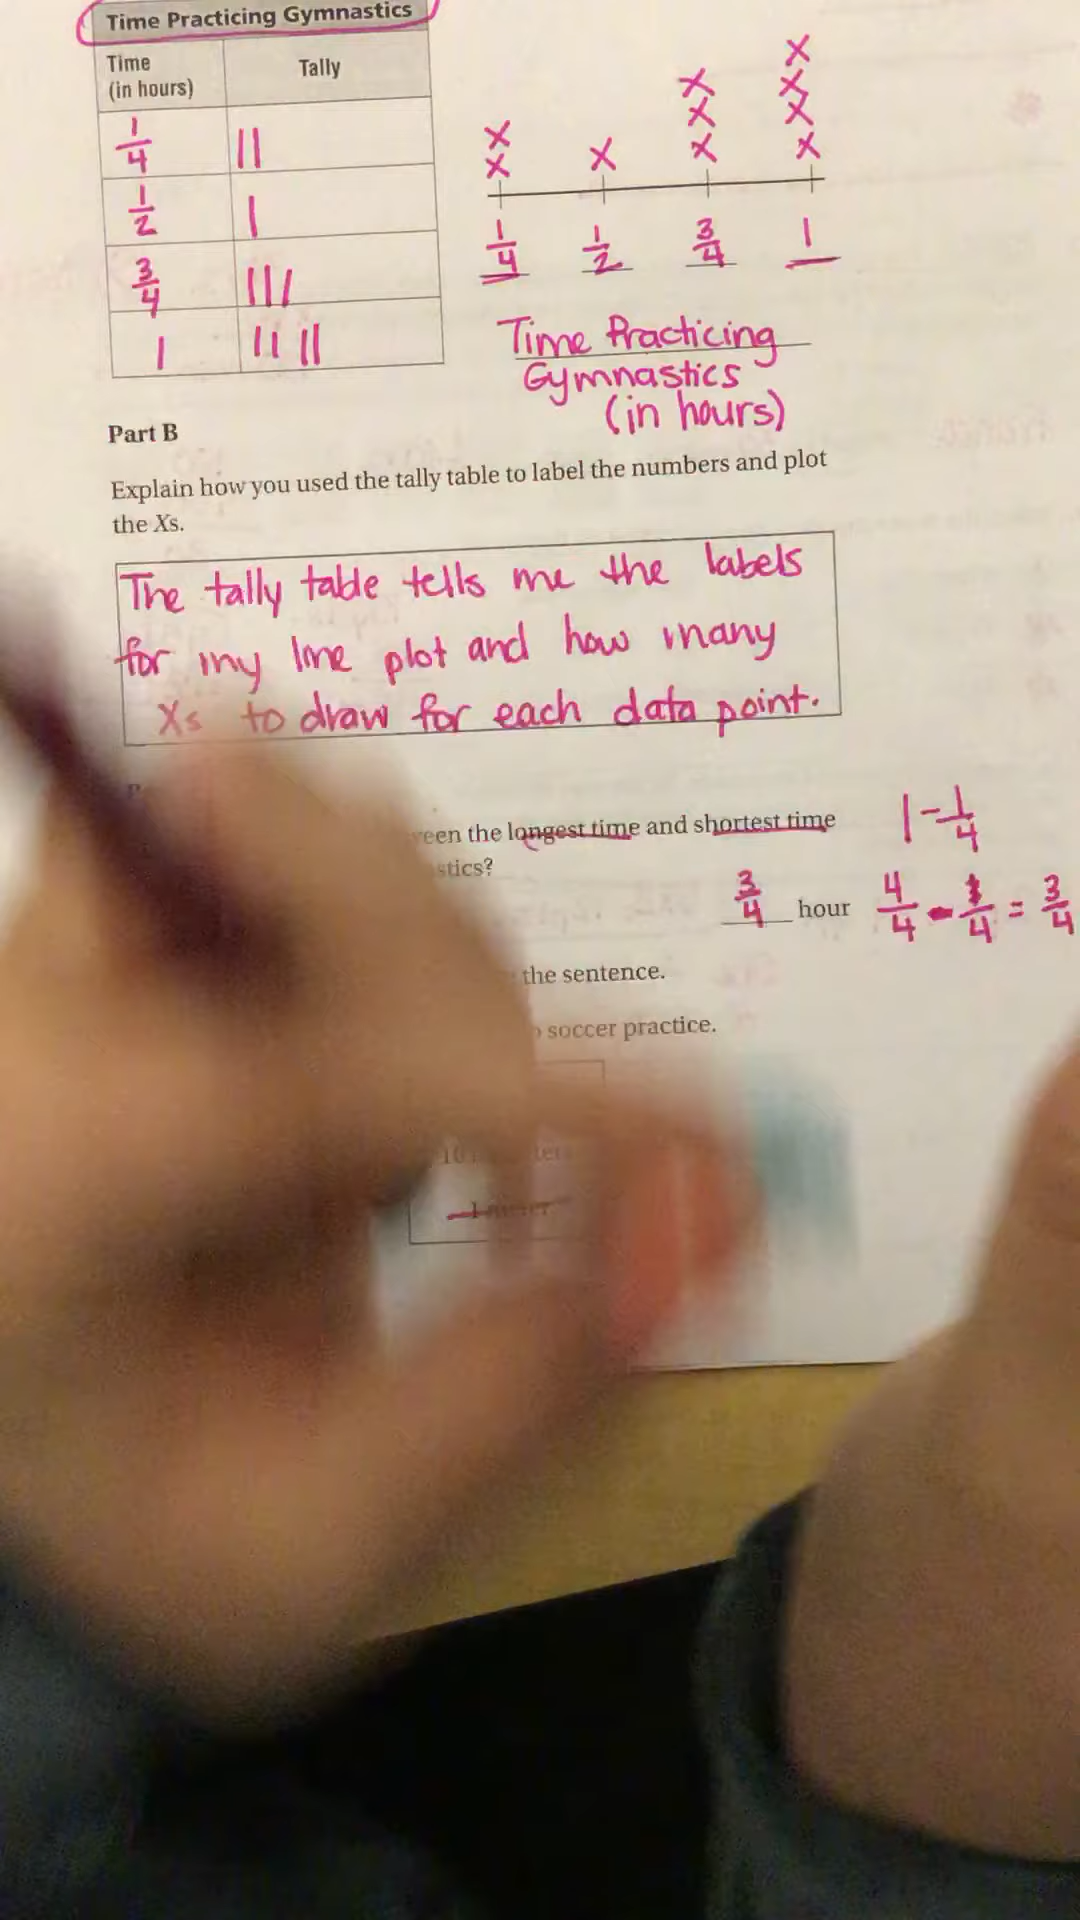 Time Practicing Gymnastics
Time
(in hours)
Tally
1/4
1/2
3/4
1
X
X X
X X X
X X X X
1/4 1/2 3/4 1
Time Practicing
Gymnastics
(in hours)
Part B
Explain how you used the tally table to label the numbers and plot
the Xs.
The tally table tells me the labels
for my line plot and how many
Xs to draw for each data point.
the longest time and shortest time
1 - 1/4
3/4 hour
4/4 - 1/4 = 3/4
the sentence.
soccer practice.